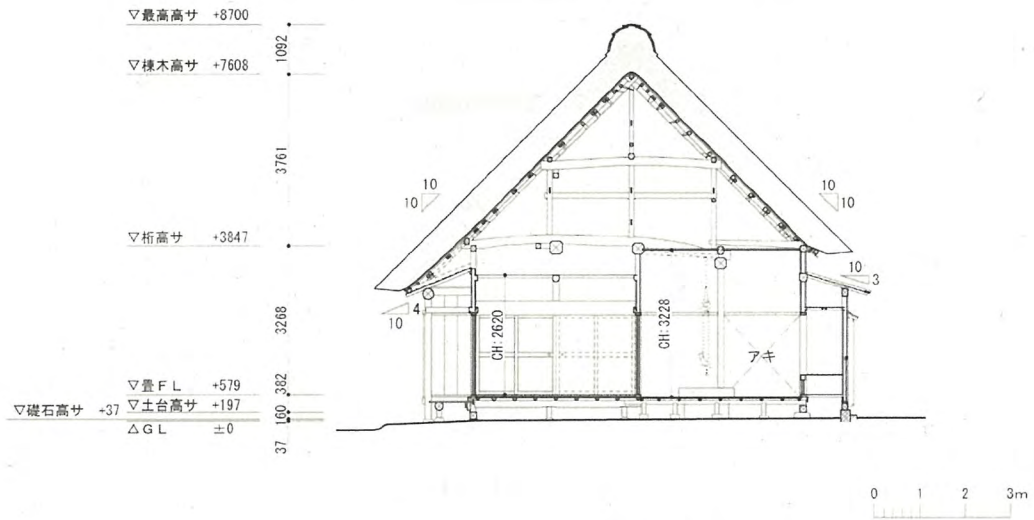 ▽最高高サ +8700
1092
▽棟木高サ +7608
3761
10
10
10
10
▽桁高サ +3847
10
3
4
10
3268
CH:2620
CH:3228
アキ
▽畳FL +579
382
▽土台高サ +197
▽礎石高サ +37
160
△GL ±0
37
0 1 2 3m